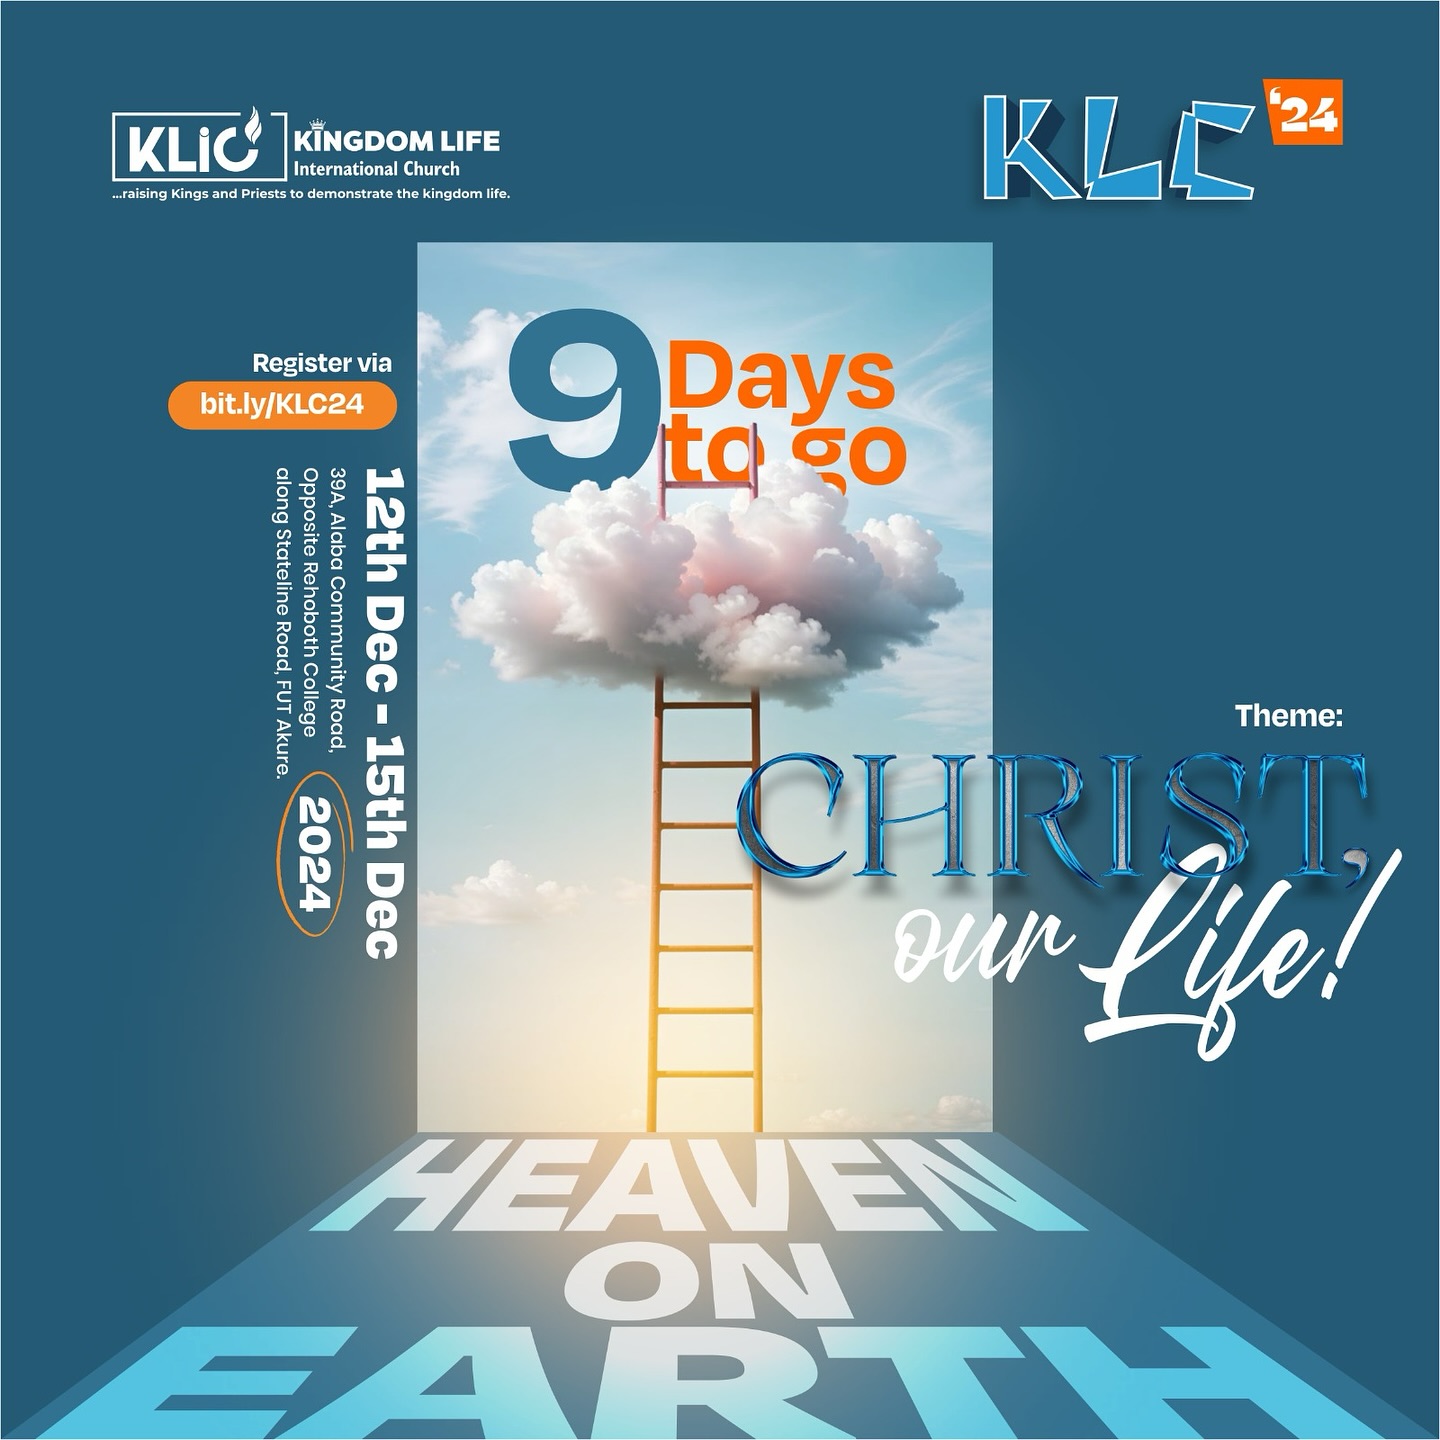 KLiC
KINGDOM LIFE
International Church
...raising Kings and Priests to demonstrate the kingdom life.
KLC '24
9 Days
to go
Register via
bit.ly/KLC24
12th Dec - 15th Dec
39A, Alaba Community Road,
Opposite Rehoboth College
along Stateline Road, FUT Akure.
2024
Theme:
CHRIST,
our Life!
HEAVEN
ON
EARTH